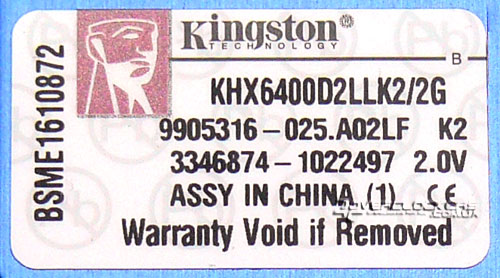 Kingston®
TECHNOLOGY
B
BSME1610872
KHX6400D2LLK2/2G
9905316-025.A02LF K2
3346874-1022497 2.0V
ASSY IN CHINA (1) CE
Warranty Void if Removed